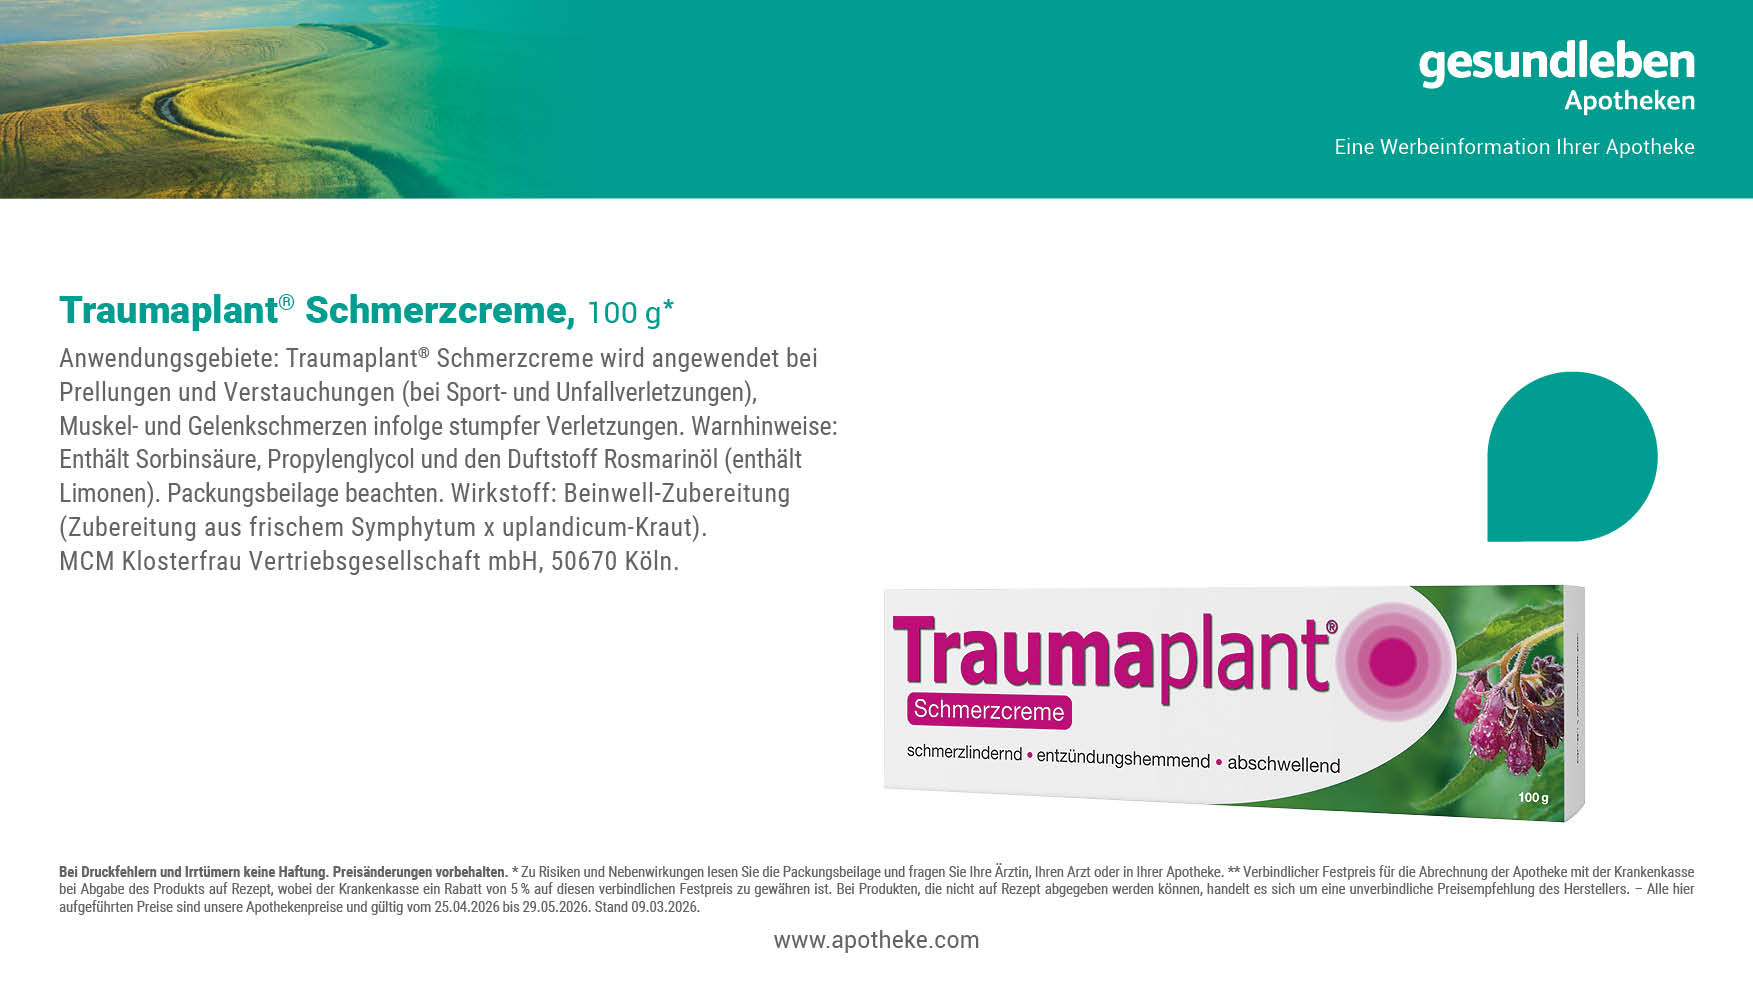 gesundleben
Apotheken
Eine Werbeinformation Ihrer Apotheke
Traumaplant® Schmerzcreme, 100 g*
Anwendungsgebiete: Traumaplant® Schmerzcreme wird angewendet bei
Prellungen und Verstauchungen (bei Sport- und Unfallverletzungen),
Muskel- und Gelenkschmerzen infolge stumpfer Verletzungen. Warnhinweise:
Enthält Sorbinsäure, Propylenglycol und den Duftstoff Rosmarinöl (enthält
Limonen). Packungsbeilage beachten. Wirkstoff: Beinwell-Zubereitung
(Zubereitung aus frischem Symphytum x uplandicum-Kraut).
MCM Klosterfrau Vertriebsgesellschaft mbH, 50670 Köln.
Traumaplant®
Schmerzcreme
schmerzlindernd • entzündungshemmend • abschwellend
100 g
Bei Druckfehlern und Irrtümern keine Haftung. Preisänderungen vorbehalten. * Zu Risiken und Nebenwirkungen lesen Sie die Packungsbeilage und fragen Sie Ihre Ärztin, Ihren Arzt oder in Ihrer Apotheke. ** Verbindlicher Festpreis für die Abrechnung der Apotheke mit der Krankenkasse
bei Abgabe des Produkts auf Rezept, wobei der Krankenkasse ein Rabatt von 5 % auf diesen verbindlichen Festpreis zu gewähren ist. Bei Produkten, die nicht auf Rezept abgegeben werden können, handelt es sich um eine unverbindliche Preisempfehlung des Herstellers. – Alle hier
aufgeführten Preise sind unsere Apothekenpreise und gültig vom 25.04.2026 bis 29.05.2026. Stand 09.03.2026.
www.apotheke.com